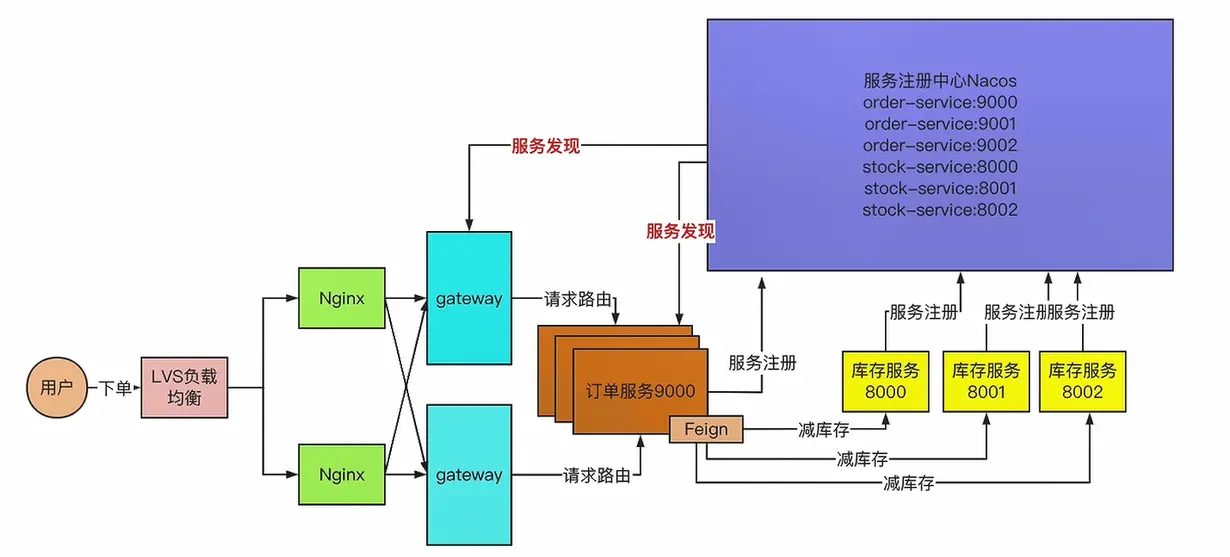 服务注册中心Nacos
order-service:9000
order-service:9001
order-service:9002
stock-service:8000
stock-service:8001
stock-service:8002
服务发现
服务发现
Nginx
gateway
请求路由
服务注册
服务注册
服务注册
用户
下单
LVS负载
均衡
订单服务9000
服务注册
库存服务
8000
库存服务
8001
库存服务
8002
Feign
减库存
减库存
减库存
Nginx
gateway
请求路由